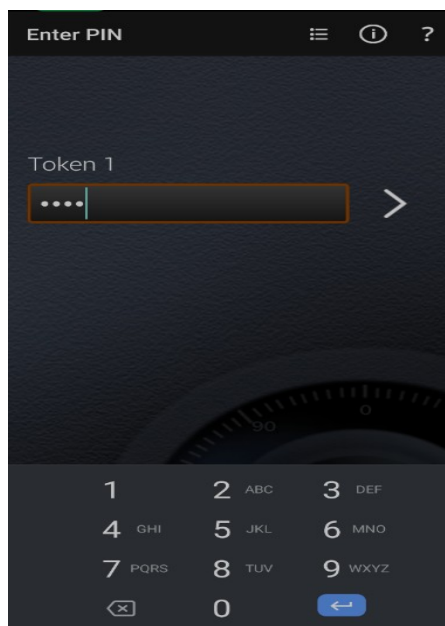 Enter PIN ?
Token 1
••••
90 0
1 2 ABC 3 DEF
4 GHI 5 JKL 6 MNO
7 PQRS 8 TUV 9 WXYZ
0